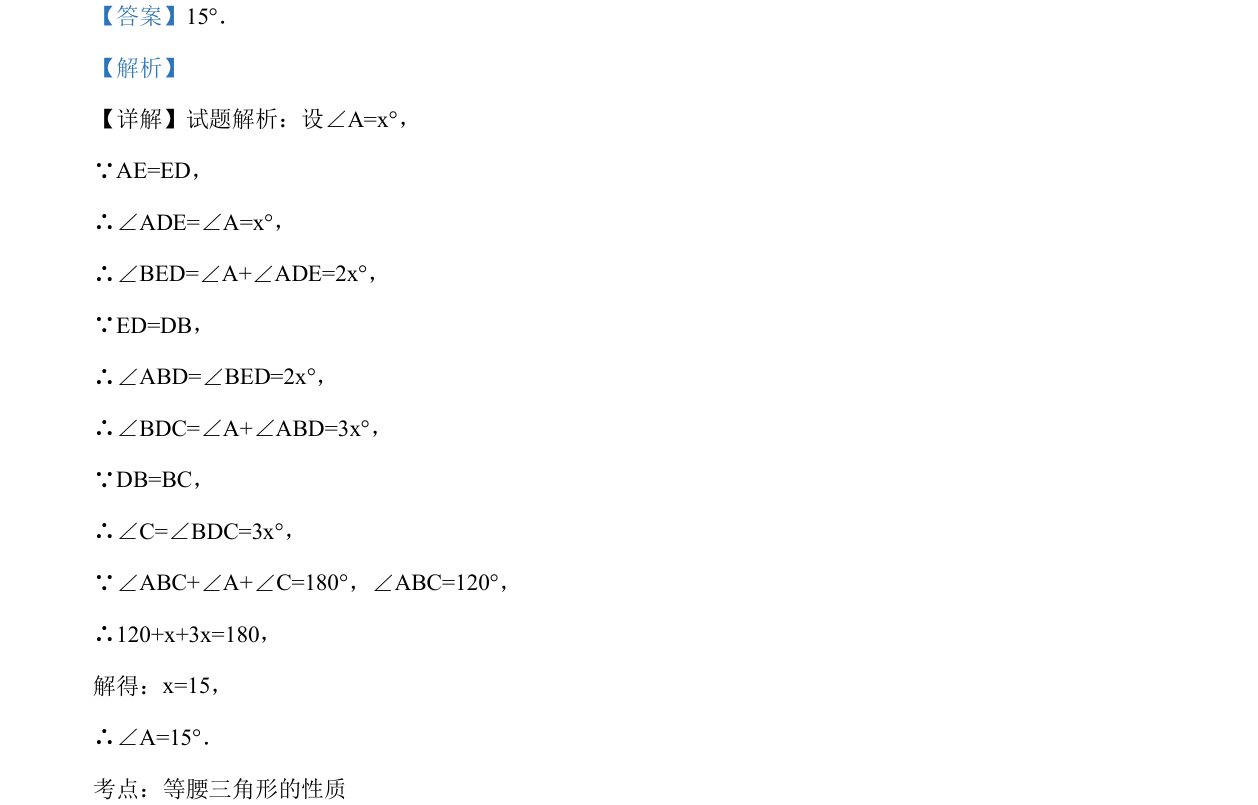 【答案】15°．
【解析】
【详解】试题解析：设∠A=x°，
∵AE=ED，
∴∠ADE=∠A=x°，
∴∠BED=∠A+∠ADE=2x°，
∵ED=DB，
∴∠ABD=∠BED=2x°，
∴∠BDC=∠A+∠ABD=3x°，
∵DB=BC，
∴∠C=∠BDC=3x°，
∵∠ABC+∠A+∠C=180°，∠ABC=120°，
∴120+x+3x=180，
解得：x=15，
∴∠A=15°．
考点：等腰三角形的性质